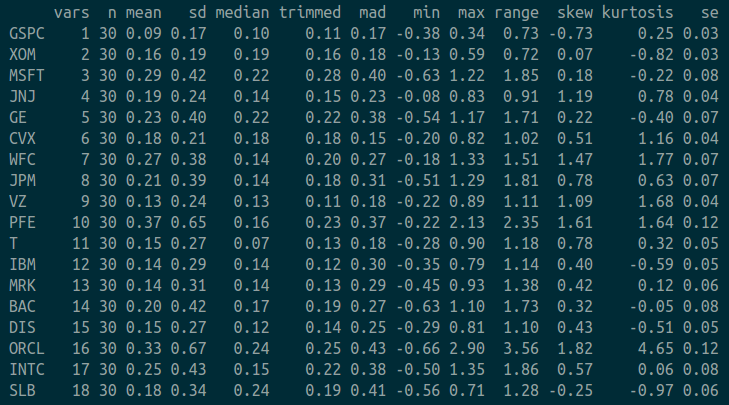 vars n mean sd median trimmed mad min max range skew kurtosis se
GSPC 1 30 0.09 0.17 0.10 0.11 0.17 -0.38 0.34 0.73 -0.73 0.25 0.03
XOM 2 30 0.16 0.19 0.19 0.16 0.18 -0.13 0.59 0.72 0.07 -0.82 0.03
MSFT 3 30 0.29 0.42 0.22 0.28 0.40 -0.63 1.22 1.85 0.18 -0.22 0.08
JNJ 4 30 0.19 0.24 0.14 0.15 0.23 -0.08 0.83 0.91 1.19 0.78 0.04
GE 5 30 0.23 0.40 0.22 0.22 0.38 -0.54 1.17 1.71 0.22 -0.40 0.07
CVX 6 30 0.18 0.21 0.18 0.18 0.15 -0.20 0.82 1.02 0.51 1.16 0.04
WFC 7 30 0.27 0.38 0.14 0.20 0.27 -0.18 1.33 1.51 1.47 1.77 0.07
JPM 8 30 0.21 0.39 0.14 0.18 0.31 -0.51 1.29 1.81 0.78 0.63 0.07
VZ 9 30 0.13 0.24 0.13 0.11 0.18 -0.22 0.89 1.11 1.09 1.68 0.04
PFE 10 30 0.37 0.65 0.16 0.23 0.37 -0.22 2.13 2.35 1.61 1.64 0.12
T 11 30 0.15 0.27 0.07 0.13 0.18 -0.28 0.90 1.18 0.78 0.32 0.05
IBM 12 30 0.14 0.29 0.14 0.12 0.30 -0.35 0.79 1.14 0.40 -0.59 0.05
MRK 13 30 0.14 0.31 0.14 0.13 0.29 -0.45 0.93 1.38 0.42 0.12 0.06
BAC 14 30 0.20 0.42 0.17 0.19 0.27 -0.63 1.10 1.73 0.32 -0.05 0.08
DIS 15 30 0.15 0.27 0.12 0.14 0.25 -0.29 0.81 1.10 0.43 -0.51 0.05
ORCL 16 30 0.33 0.67 0.24 0.25 0.43 -0.66 2.90 3.56 1.82 4.65 0.12
INTC 17 30 0.25 0.43 0.15 0.22 0.38 -0.50 1.35 1.86 0.57 0.06 0.08
SLB 18 30 0.18 0.34 0.24 0.19 0.41 -0.56 0.71 1.28 -0.25 -0.97 0.06